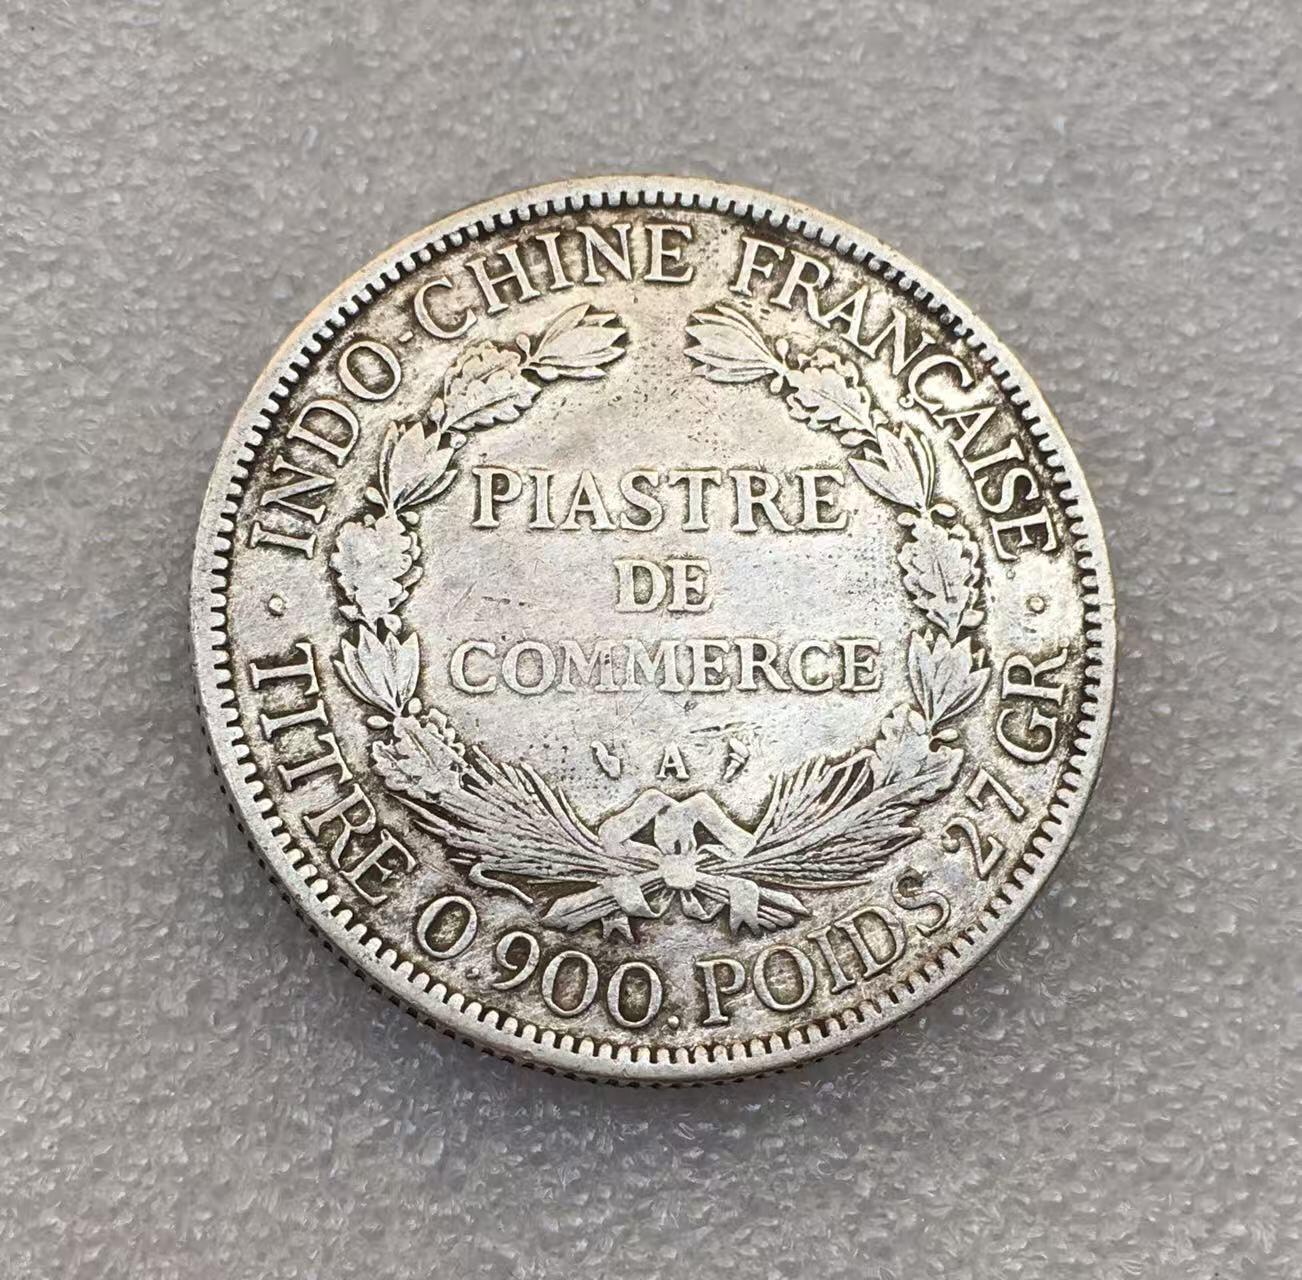 INDO-CHINE FRANÇAISE
PIASTRE
DE
COMMERCE
A
TITRE 0.900. POIDS 27 GR